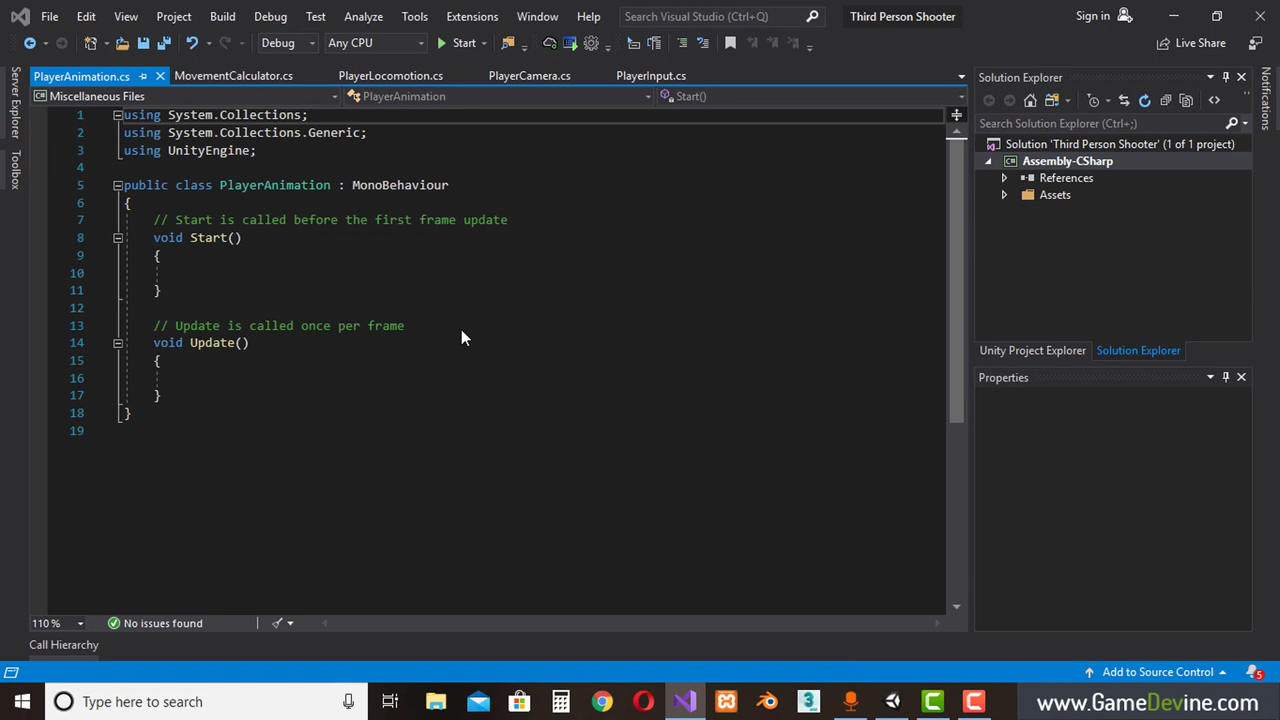 File Edit View Project Build Debug Test Analyze Tools Extensions Window Help Search Visual Studio (Ctrl+Q) Third Person Shooter Sign in
Debug Any CPU Start Live Share
Server Explorer
Toolbox
PlayerAnimation.cs MovementCalculator.cs PlayerLocomotion.cs PlayerCamera.cs PlayerInput.cs
Miscellaneous Files PlayerAnimation Start()
1 using System.Collections;
2 using System.Collections.Generic;
3 using UnityEngine;
4
5 public class PlayerAnimation : MonoBehaviour
6 {
7 // Start is called before the first frame update
8 void Start()
9 {
10
11 }
12
13 // Update is called once per frame
14 void Update()
15 {
16
17 }
18 }
19
110 % No issues found
Call Hierarchy
Solution Explorer
Search Solution Explorer (Ctrl+;)
Solution 'Third Person Shooter' (1 of 1 project)
Assembly-CSharp
References
Assets
Unity Project Explorer Solution Explorer
Properties
Notifications
Add to Source Control 5
Type here to search
3
www.GameDevine.com